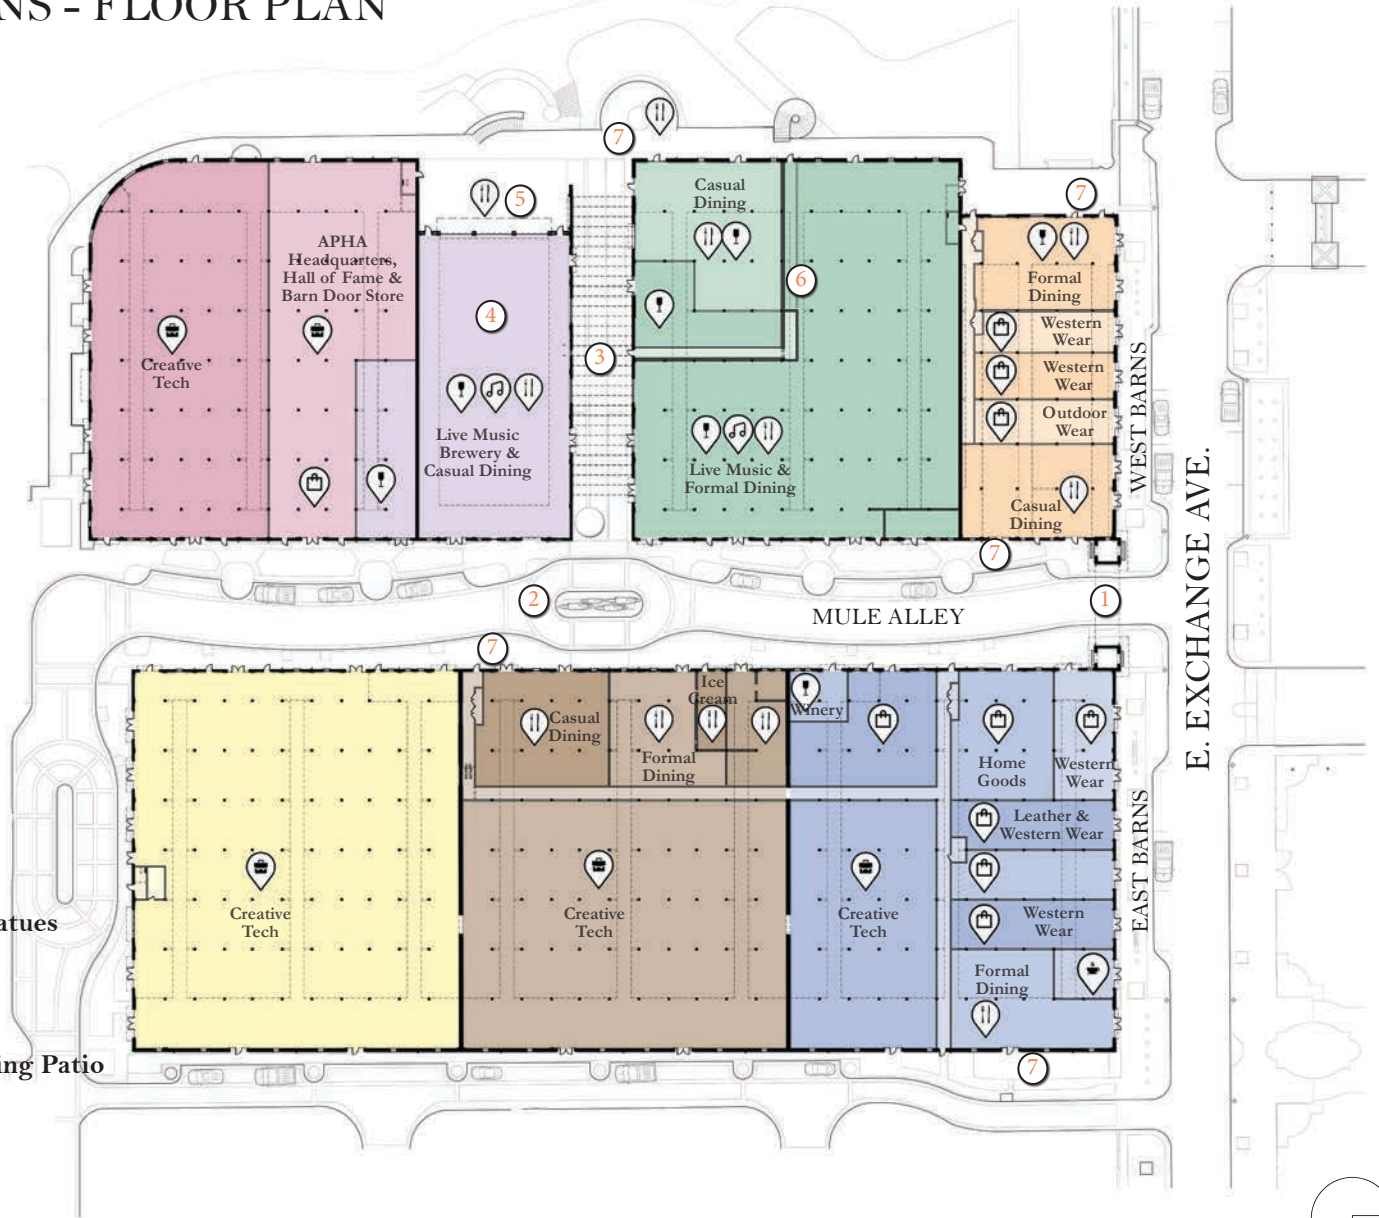 NS - FLOOR PLAN
7
5
7
Casual
Dining
APHA
Headquarters,
Hall of Fame &
Barn Door Store
6
Formal
Dining
4
Western
Wear
3
Creative
Tech
Western
Wear
Outdoor
Wear
WEST BARNS
Live Music
Brewery &
Casual Dining
Live Music &
Formal Dining
Casual
Dining
E. EXCHANGE AVE.
7
2
MULE ALLEY
1
7
Ice
Cream
Winery
Casual
Dining
Formal
Dining
Home
Goods
Western
Wear
Leather &
Western Wear
EAST BARNS
Creative
Tech
Creative
Tech
Creative
Tech
Western
Wear
atues
Formal
Dining
ing Patio
7